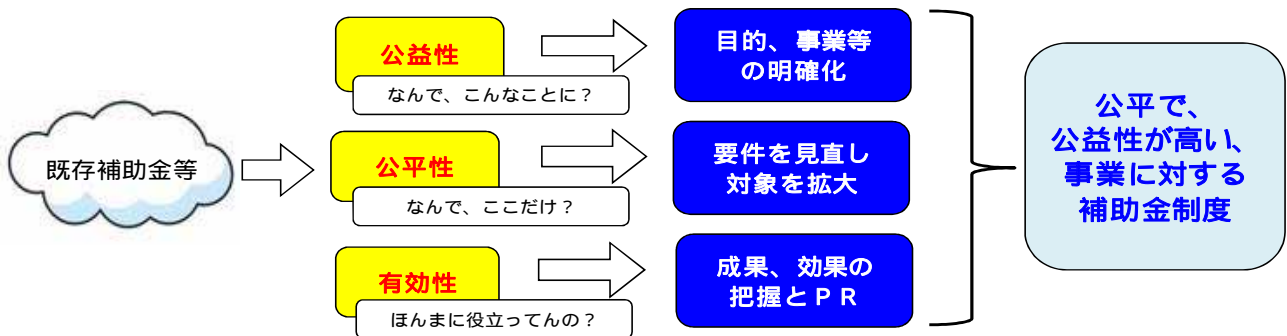 既存補助金等
公益性
なんで、こんなことに？
公平性
なんで、ここだけ？
有効性
ほんまに役立ってんの？
目的、事業等
の明確化
要件を見直し
対象を拡大
成果、効果の
把握とＰＲ
公平で、
公益性が高い、
事業に対する
補助金制度